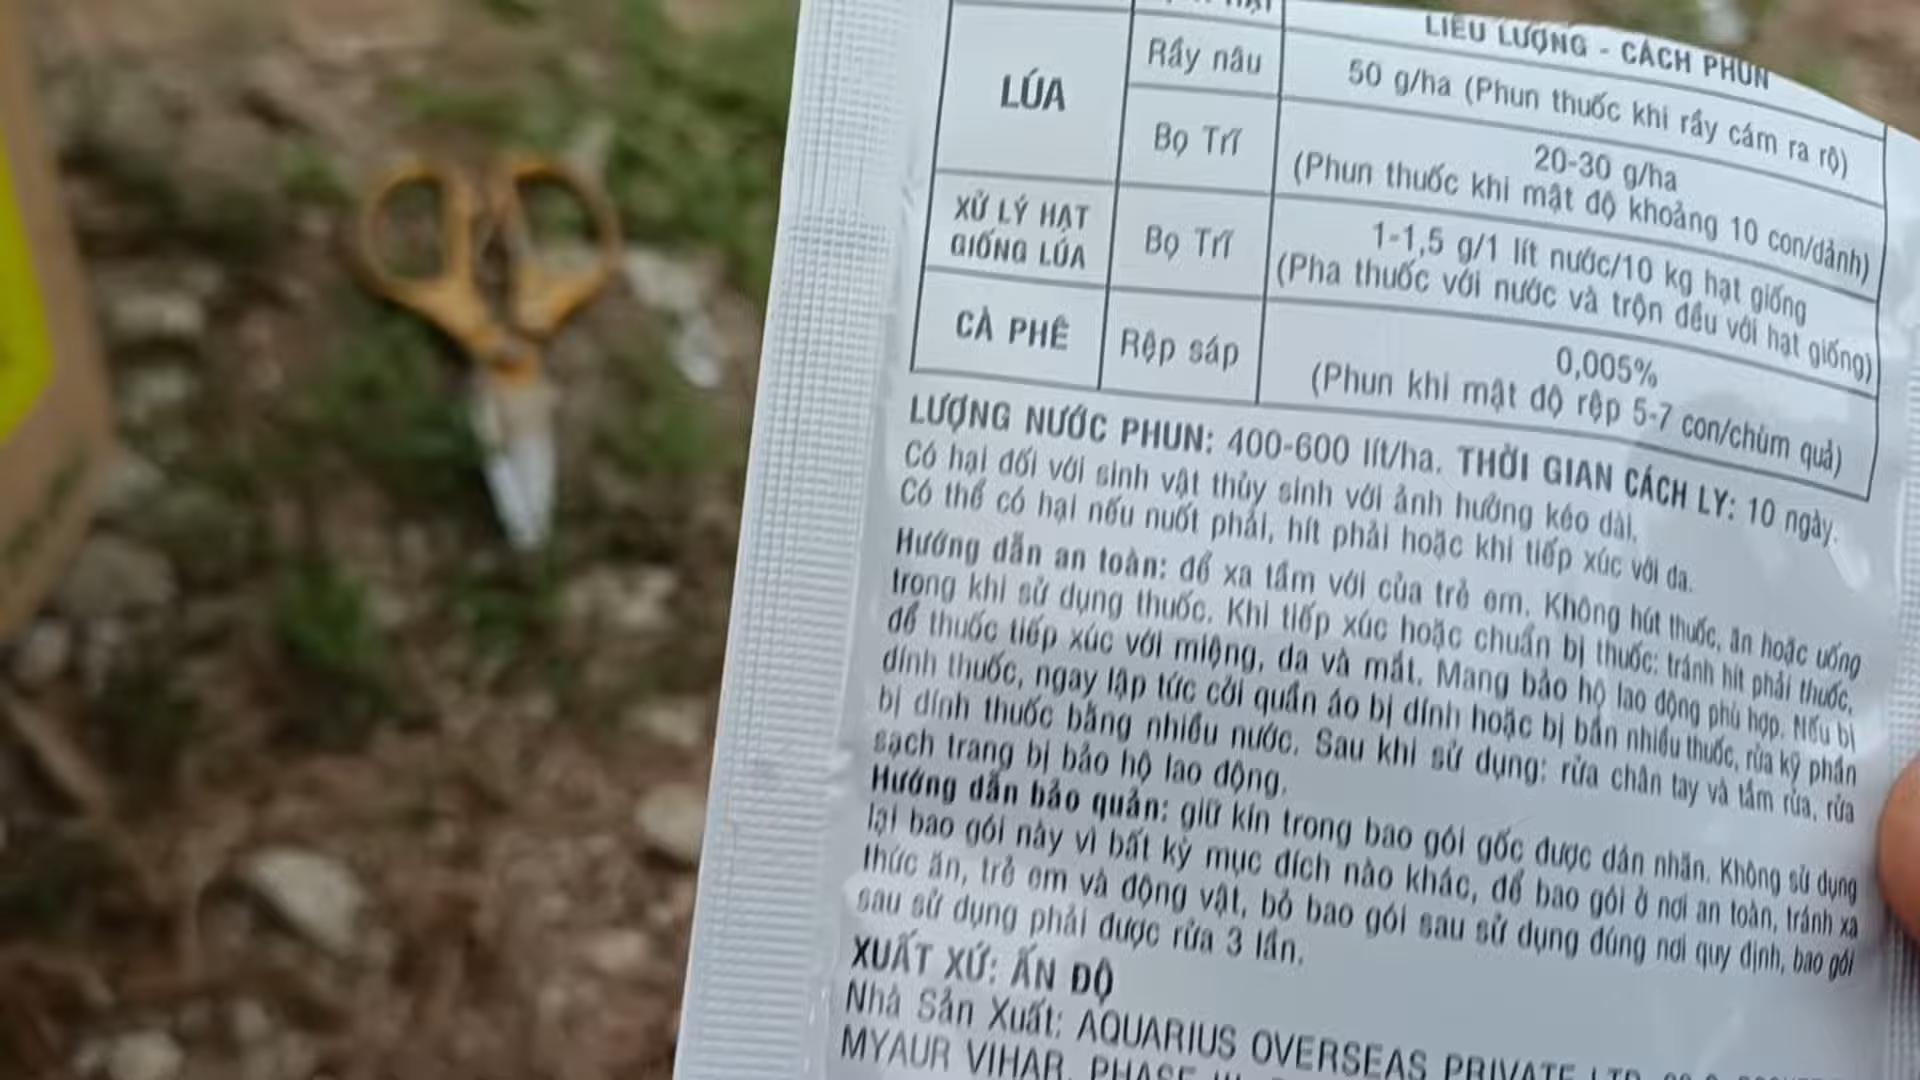 LIỀU LƯỢNG - CÁCH PHUN
LÚA
Rầy nâu
50 g/ha (Phun thuốc khi rầy cám ra rộ)
Bọ Trĩ
20-30 g/ha
(Phun thuốc khi mật độ khoảng 10 con/dảnh)
XỬ LÝ HẠT
GIỐNG LÚA
Bọ Trĩ
1-1,5 g/1 lít nước/10 kg hạt giống
(Pha thuốc với nước và trộn đều với hạt giống)
CÀ PHÊ
Rệp sáp
0,005%
(Phun khi mật độ rệp 5-7 con/chùm quả)
LƯỢNG NƯỚC PHUN: 400-600 lít/ha. THỜI GIAN CÁCH LY: 10 ngày.
Có hại đối với sinh vật thủy sinh với ảnh hưởng kéo dài.
Có thể có hại nếu nuốt phải, hít phải hoặc khi tiếp xúc với da.
Hướng dẫn an toàn: để xa tầm với của trẻ em. Không hút thuốc, ăn hoặc uống
trong khi sử dụng thuốc. Khi tiếp xúc hoặc chuẩn bị thuốc: tránh hít phải thuốc,
để thuốc tiếp xúc với miệng, da và mắt. Mang bảo hộ lao động phù hợp. Nếu bị
dính thuốc, ngay lập tức cởi quần áo bị dính hoặc bị bẩn nhiều thuốc, rửa kỹ phần
bị dính thuốc bằng nhiều nước. Sau khi sử dụng: rửa chân tay và tắm rửa, rửa
sạch trang bị bảo hộ lao động.
Hướng dẫn bảo quản: giữ kín trong bao gói gốc được dán nhãn. Không sử dụng
lại bao gói này vì bất kỳ mục đích nào khác, để bao gói ở nơi an toàn, tránh xa
thức ăn, trẻ em và động vật, bỏ bao gói sau sử dụng đúng nơi quy định, bao gói
sau sử dụng phải được rửa 3 lần.
XUẤT XỨ: ẤN ĐỘ
Nhà Sản Xuất: AQUARIUS OVERSEAS PRIVATE LTD
MYAUR VIHAR, PHASE